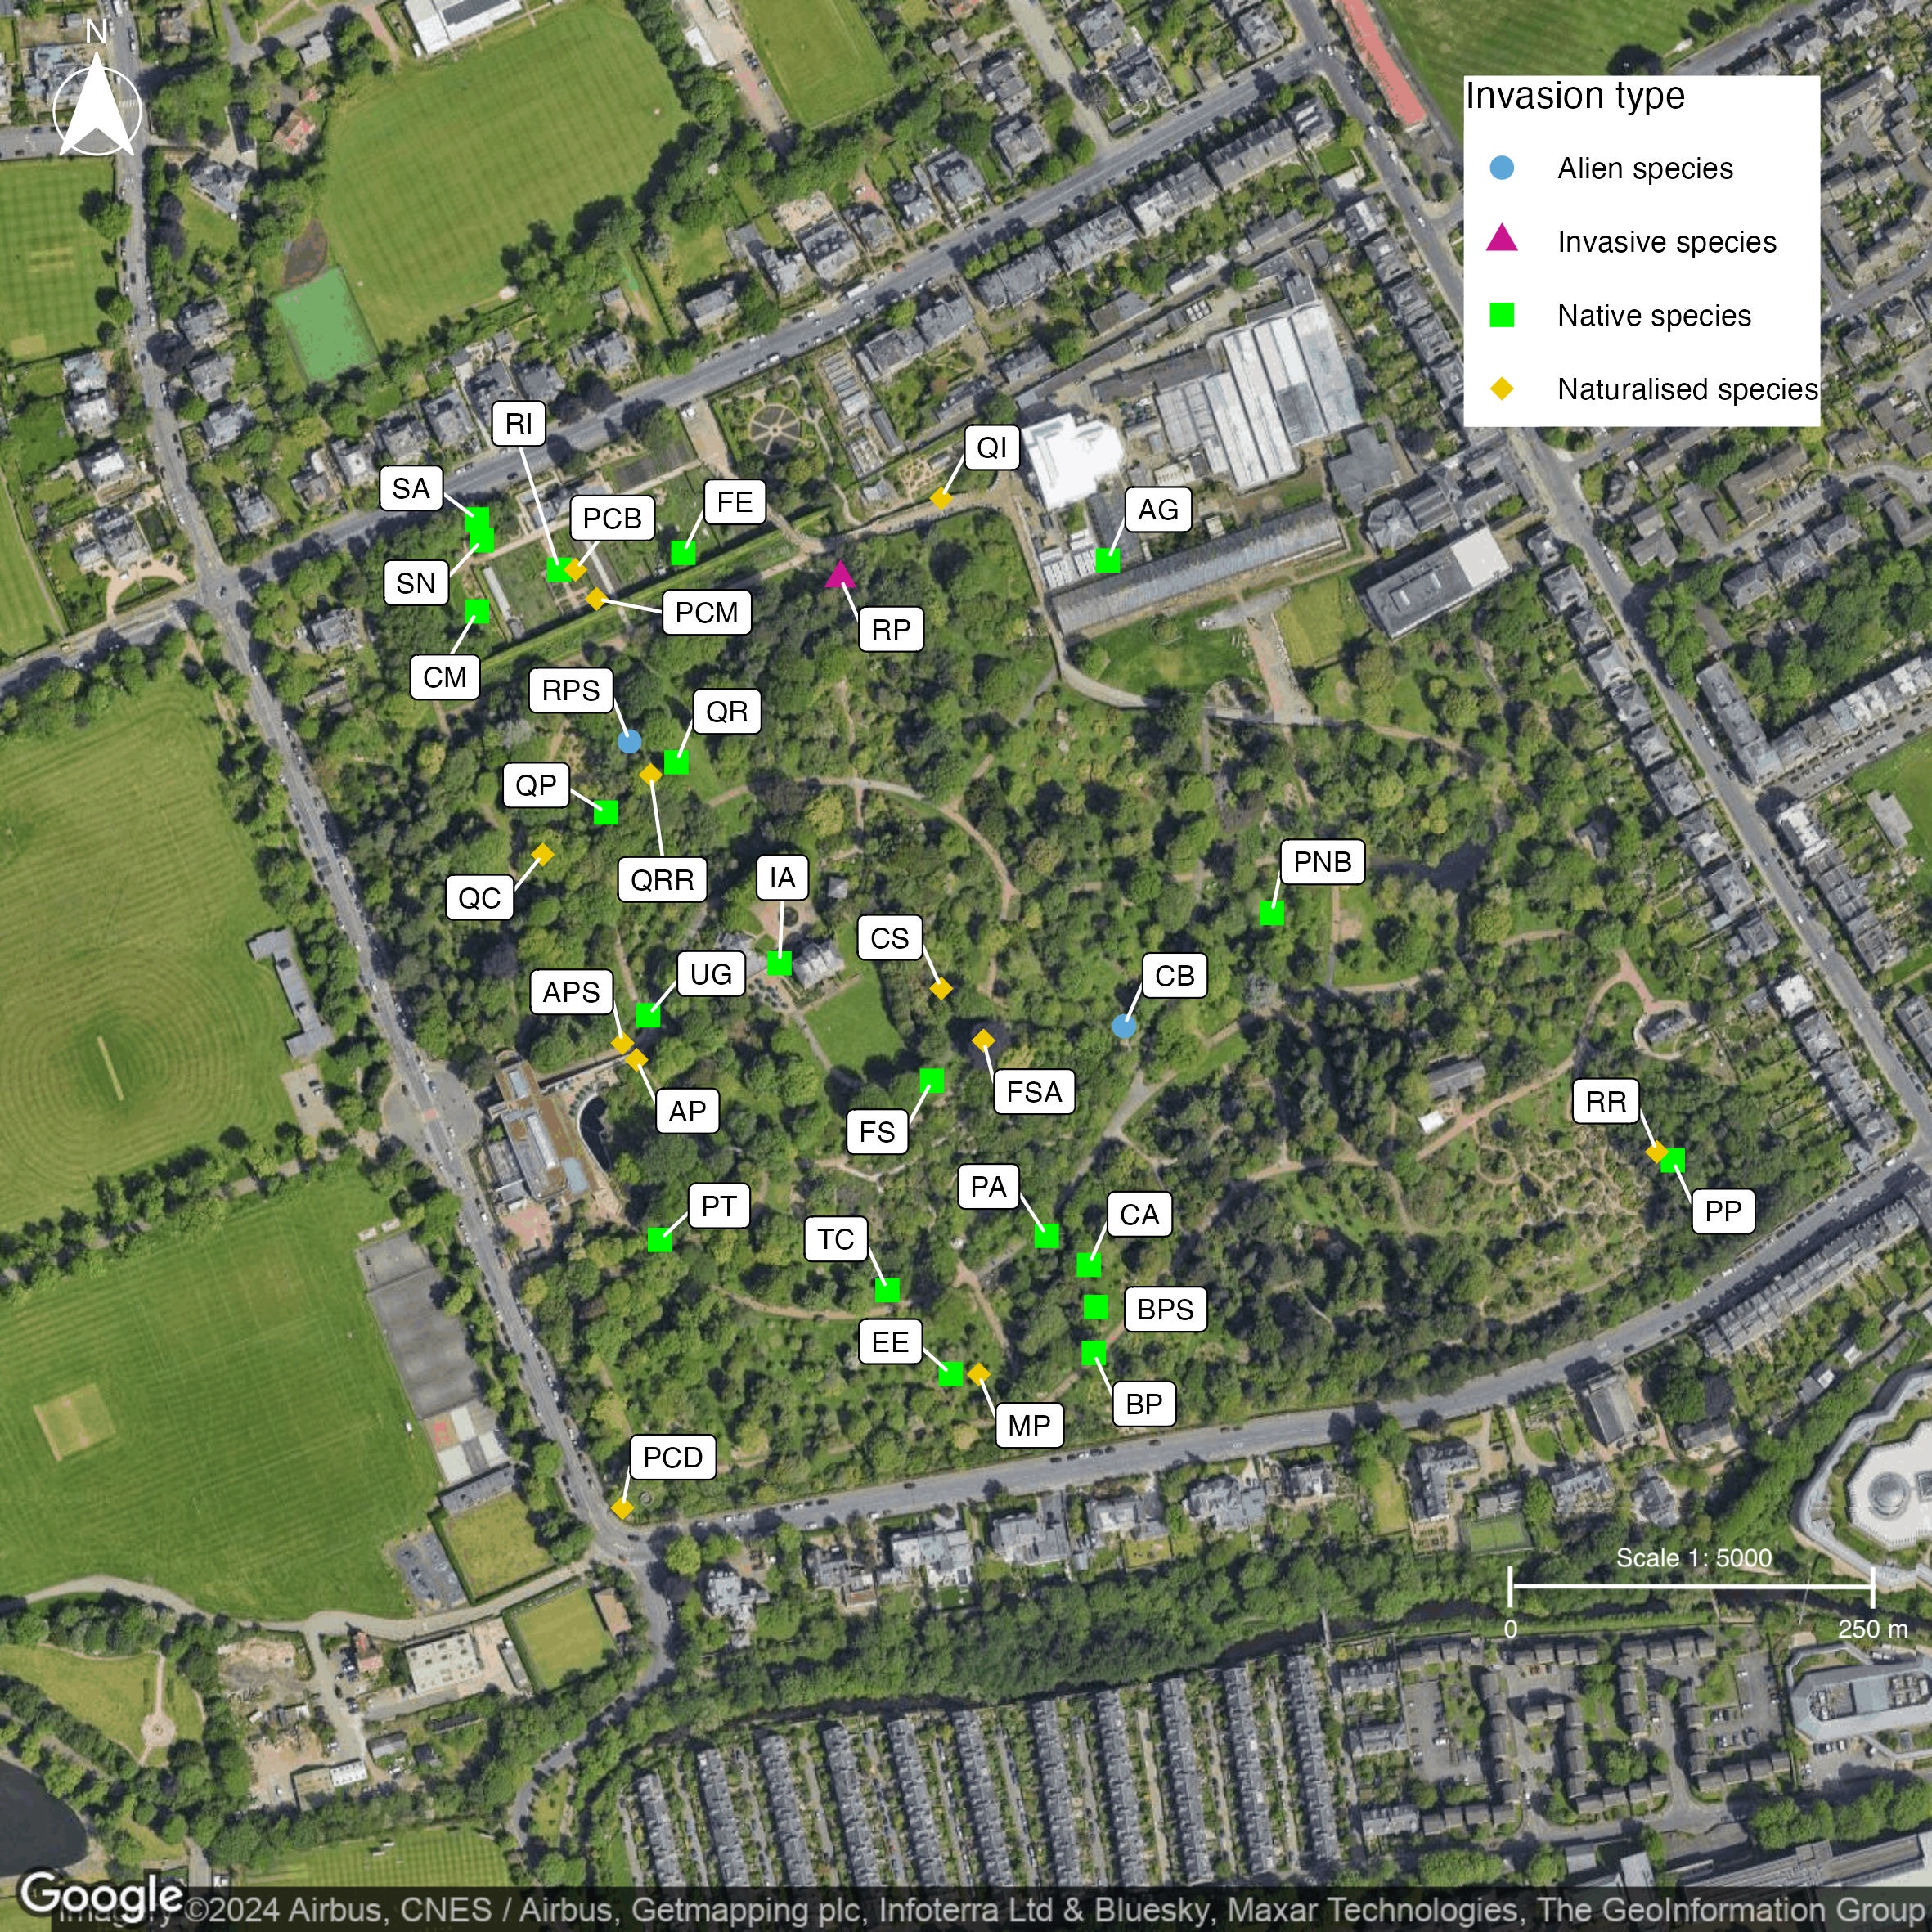 N
Invasion type
Alien species
Invasive species
Native species
Naturalised species
RI
QI
SA
PCB
FE
AG
SN
PCM
RP
CM
RPS
QR
QP
PNB
QRR
IA
QC
CS
UG
CB
APS
FSA
AP
RR
FS
PA
PT
CA
PP
TC
BPS
EE
BP
MP
PCD
Scale 1: 5000
0
250 m
Google
Imagery ©2024 Airbus, CNES / Airbus, Getmapping plc, Infoterra Ltd & Bluesky, Maxar Technologies, The GeoInformation Group